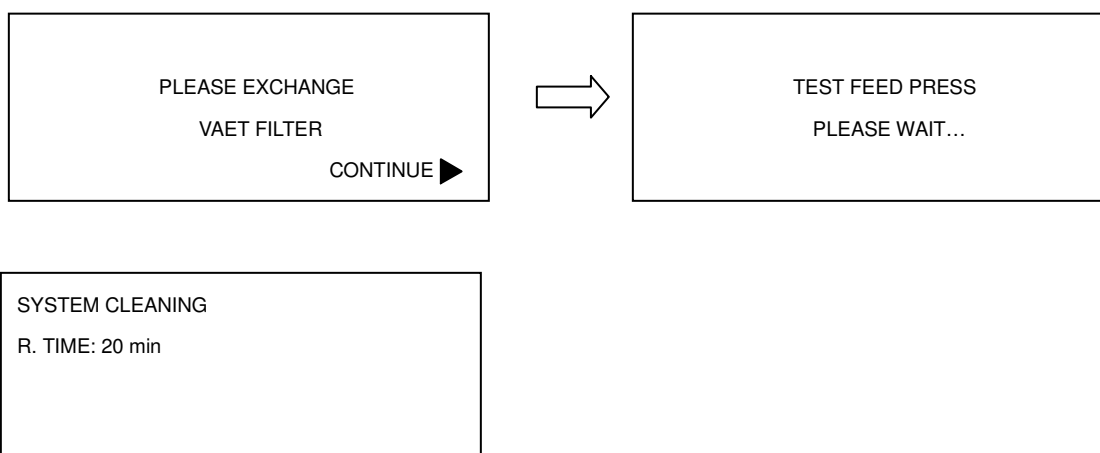 PLEASE EXCHANGE
VAET FILTER
CONTINUE
TEST FEED PRESS
PLEASE WAIT…
SYSTEM CLEANING
R. TIME: 20 min